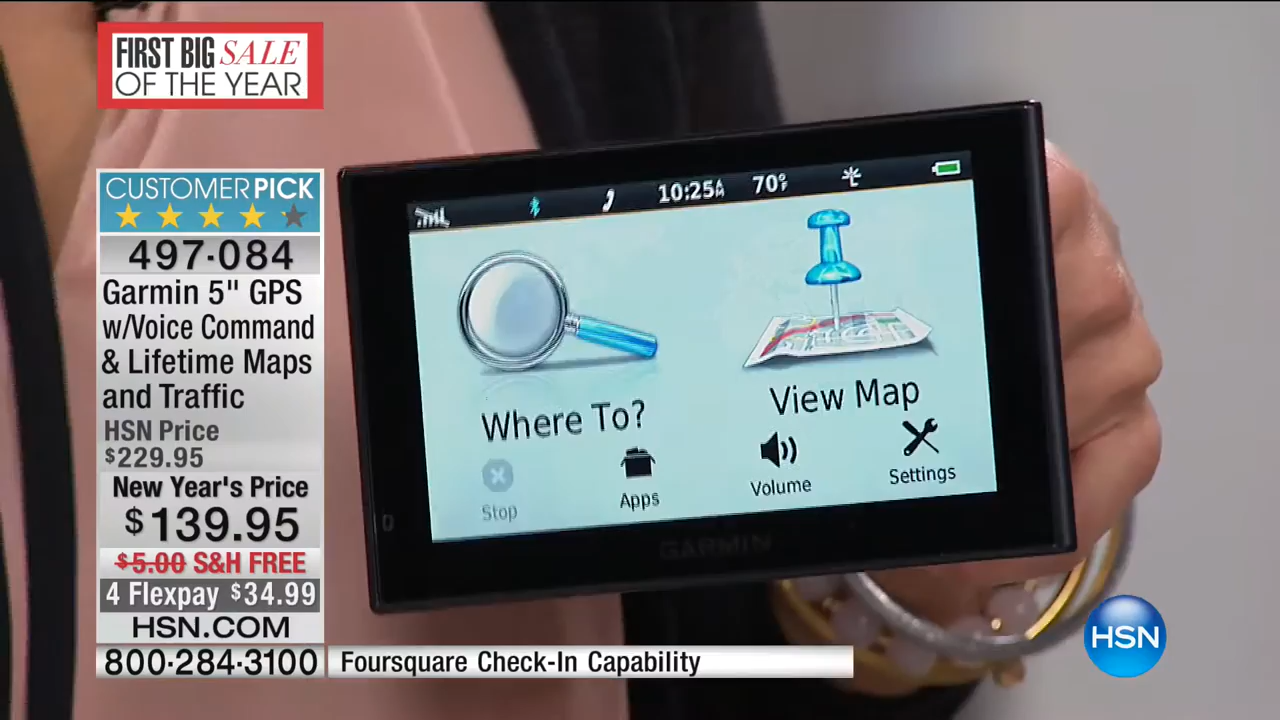 FIRST BIG SALE
OF THE YEAR
CUSTOMER PICK
497·084
Garmin 5" GPS
w/Voice Command
& Lifetime Maps
and Traffic
HSN Price
$229.95
New Year's Price
$139.95
$5.00 S&H FREE
4 Flexpay $34.99
HSN.COM
800·284·3100
Foursquare Check-In Capability
10:25AM 70°F
Where To?
View Map
Stop
Apps
Volume
Settings
GARMIN
HSN